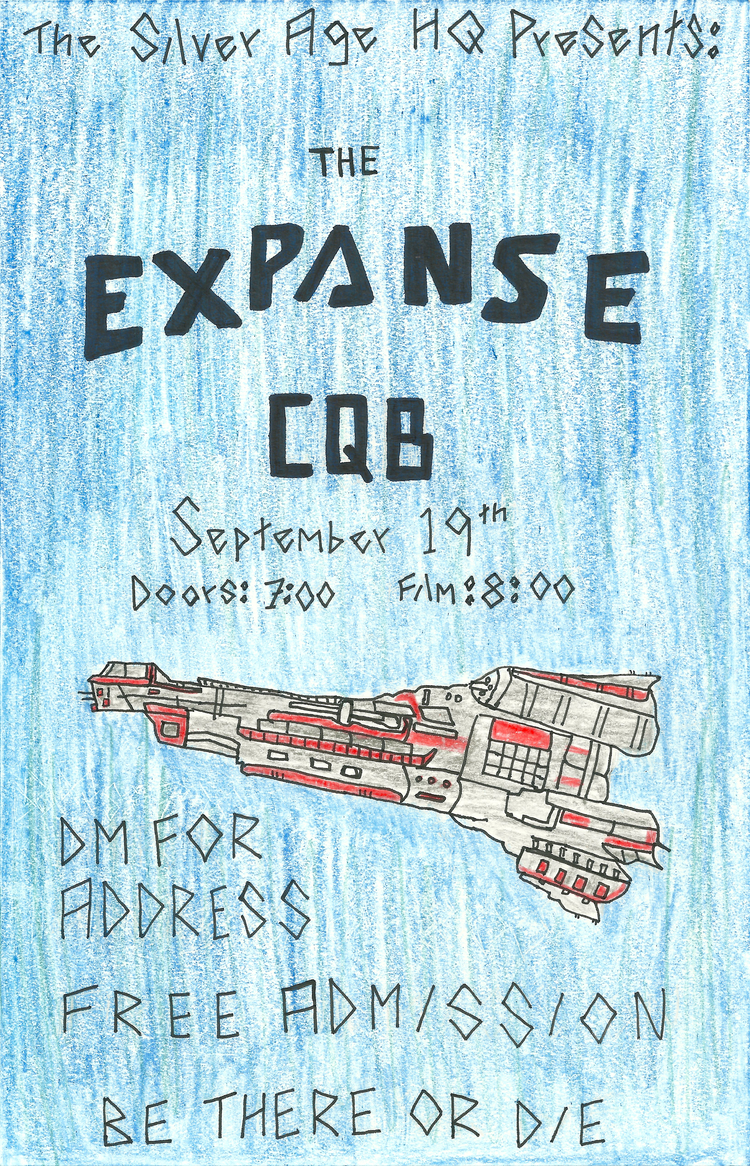 The Silver Age HQ Presents:
THE
EXPANSE
CQB
September 19th
Doors: 7:00 Film: 8:00
DM FOR
ADDRESS
FREE ADMISSION
BE THERE OR DIE